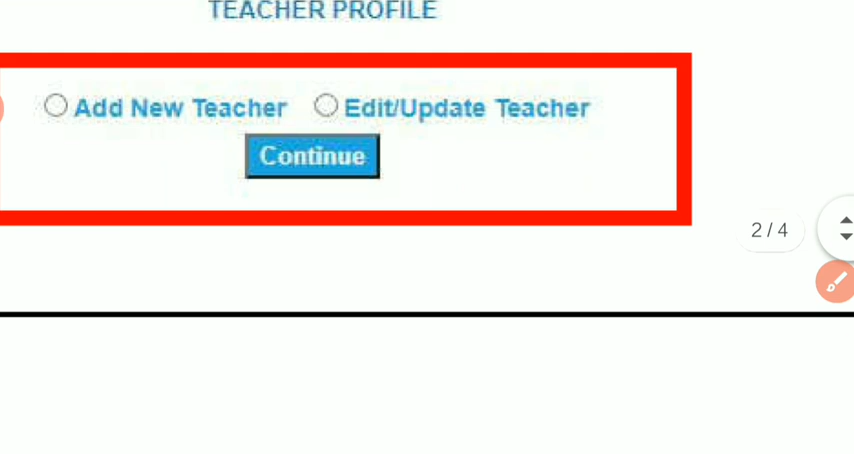 TEACHER PROFILE
Add New Teacher Edit/Update Teacher
Continue
2 / 4